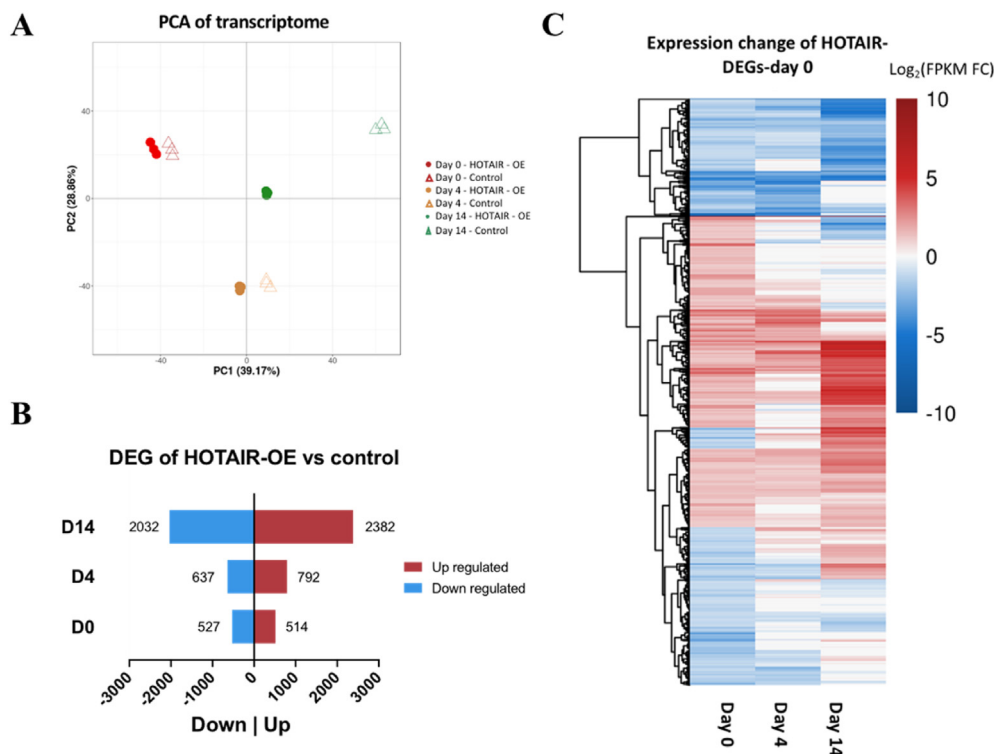 A
PCA of transcriptome
40
0
-40
PC2 (28.86%)
-40
0
40
PC1 (39.17%)
Day 0 - HOTAIR - OE
Day 0 - Control
Day 4 - HOTAIR - OE
Day 4 - Control
Day 14 - HOTAIR - OE
Day 14 - Control
B
DEG of HOTAIR-OE vs control
D14
2032
2382
D4
637
792
D0
527
514
Up regulated
Down regulated
-3000
-2000
-1000
0
1000
2000
3000
Down | Up
C
Expression change of HOTAIR-
DEGs-day 0
Log₂(FPKM FC)
10
5
0
-5
-10
Day 0
Day 4
Day 14